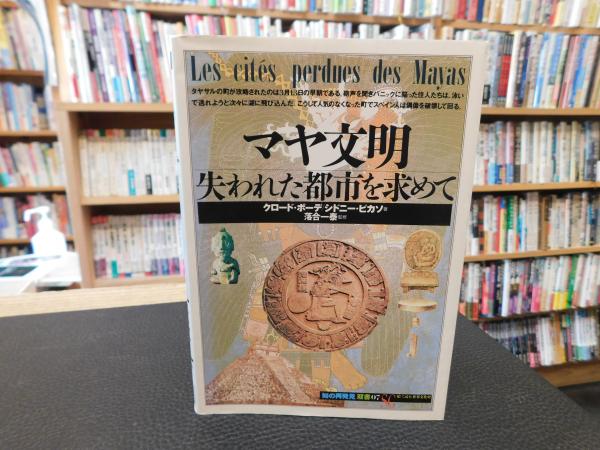 Les cités perdues des Mayas
タヤサルの町が攻略されたのは3月13日の早朝である。砲声を聞きパニックに陥った住人たちは、泳い
で逃れようと次々に湖に飛び込んだ。こうして人気のなくなった町でスペイン人は偶像を破壊して回る。
マヤ文明
失われた都市を求めて
クロード・ボーデ/シドニー・ピカソ著
落合一泰監修
知の再発見 双書07